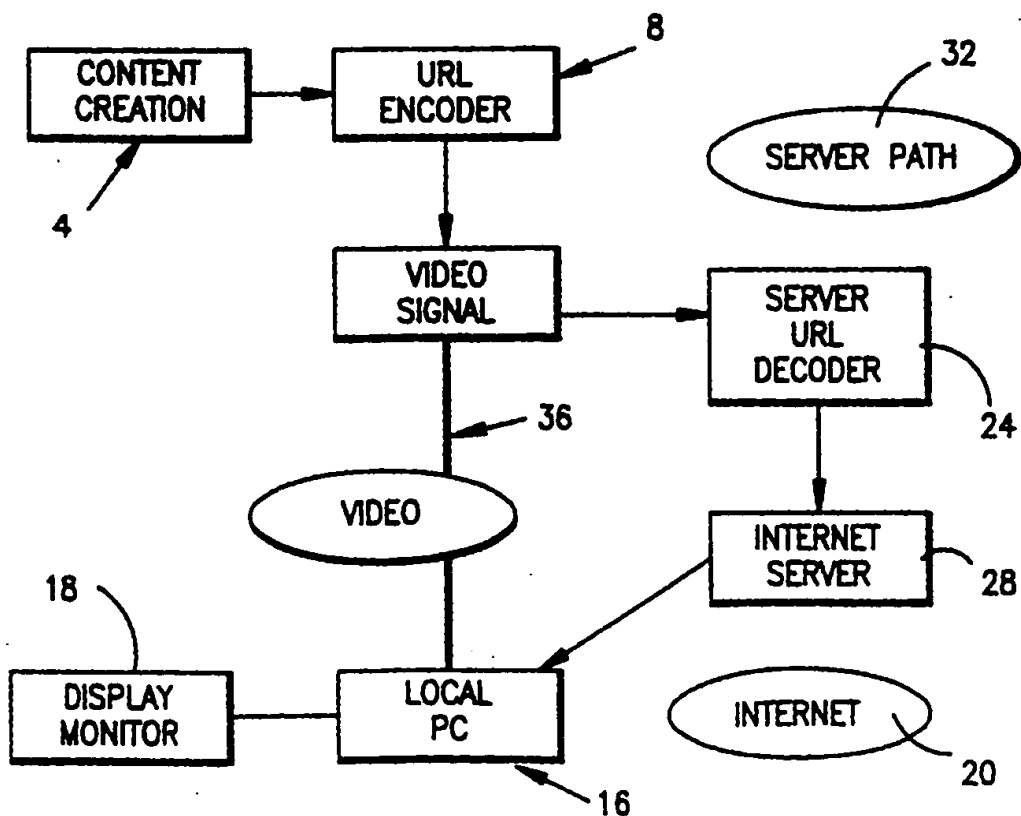 8
CONTENT
CREATION
URL
ENCODER
32
SERVER PATH
4
VIDEO
SIGNAL
SERVER
URL
DECODER
24
36
VIDEO
INTERNET
SERVER
28
18
DISPLAY
MONITOR
LOCAL
PC
INTERNET
20
16